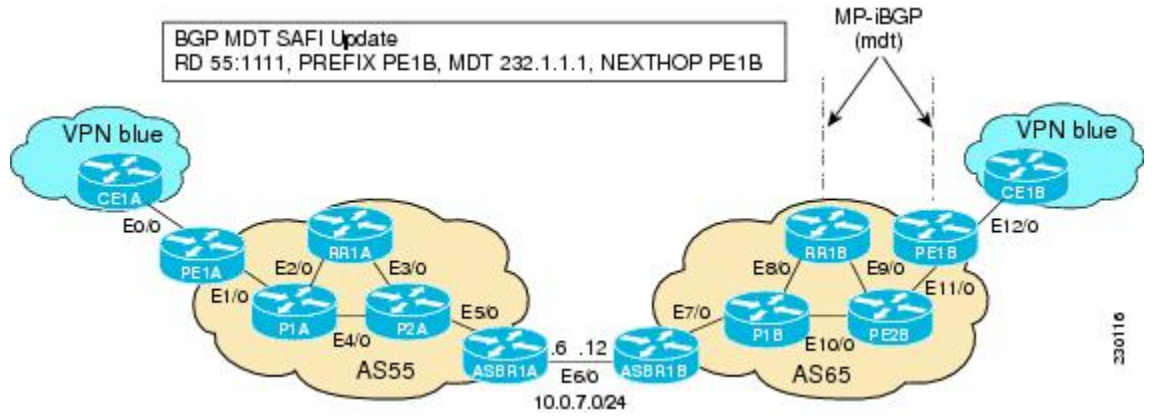 BGP MDT SAFI Update
RD 55:1111, PREFIX PE1B, MDT 232.1.1.1, NEXTHOP PE1B
MP-iBGP
(mdt)
VPN blue
CE1A
E0/0
PE1A
E1/0
E2/0
RR1A
E3/0
P1A
E4/0
P2A
E5/0
AS55
ASBR1A
.6 .12
E6/0
10.0.7.0/24
ASBR1B
E7/0
E8/0
RR1B
E9/0
PE1B
E11/0
P1B
E10/0
PE2B
AS65
VPN blue
CE1B
E12/0
230116